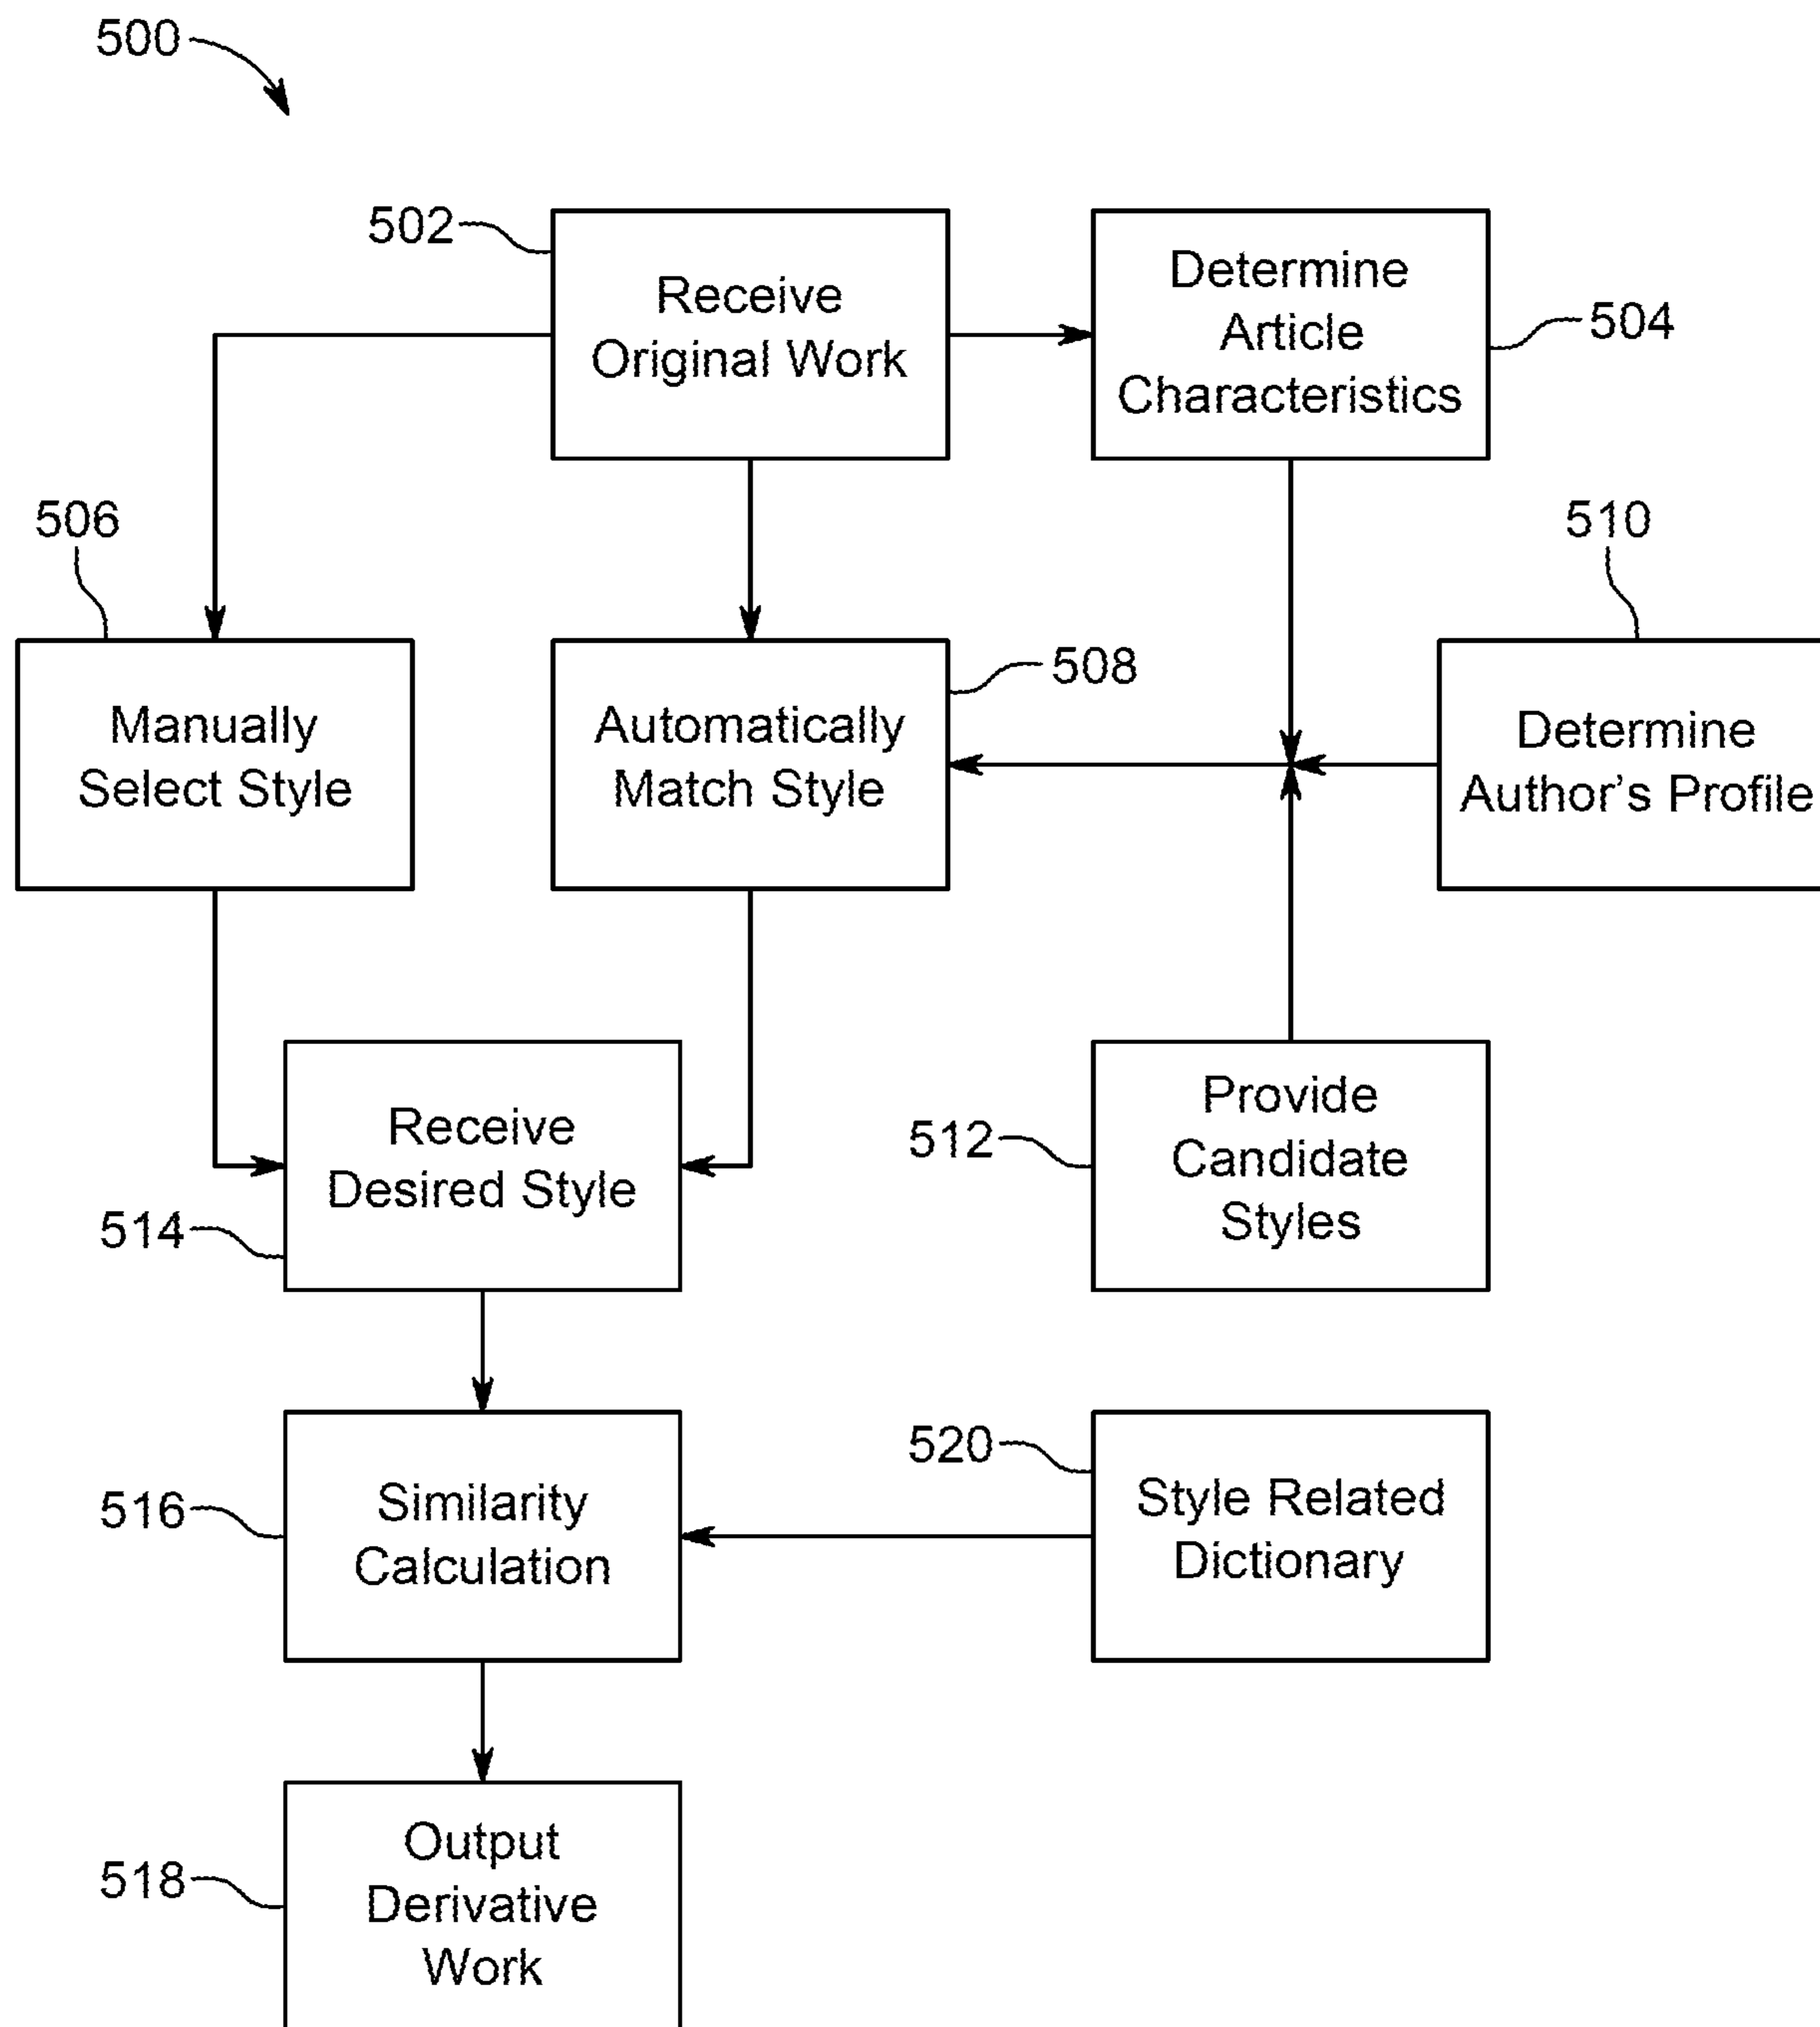 500
502
Receive
Original Work
Determine
Article
Characteristics
504
506
Manually
Select Style
Automatically
Match Style
508
510
Determine
Author's Profile
Receive
Desired Style
514
512
Provide
Candidate
Styles
516
Similarity
Calculation
520
Style Related
Dictionary
518
Output
Derivative
Work